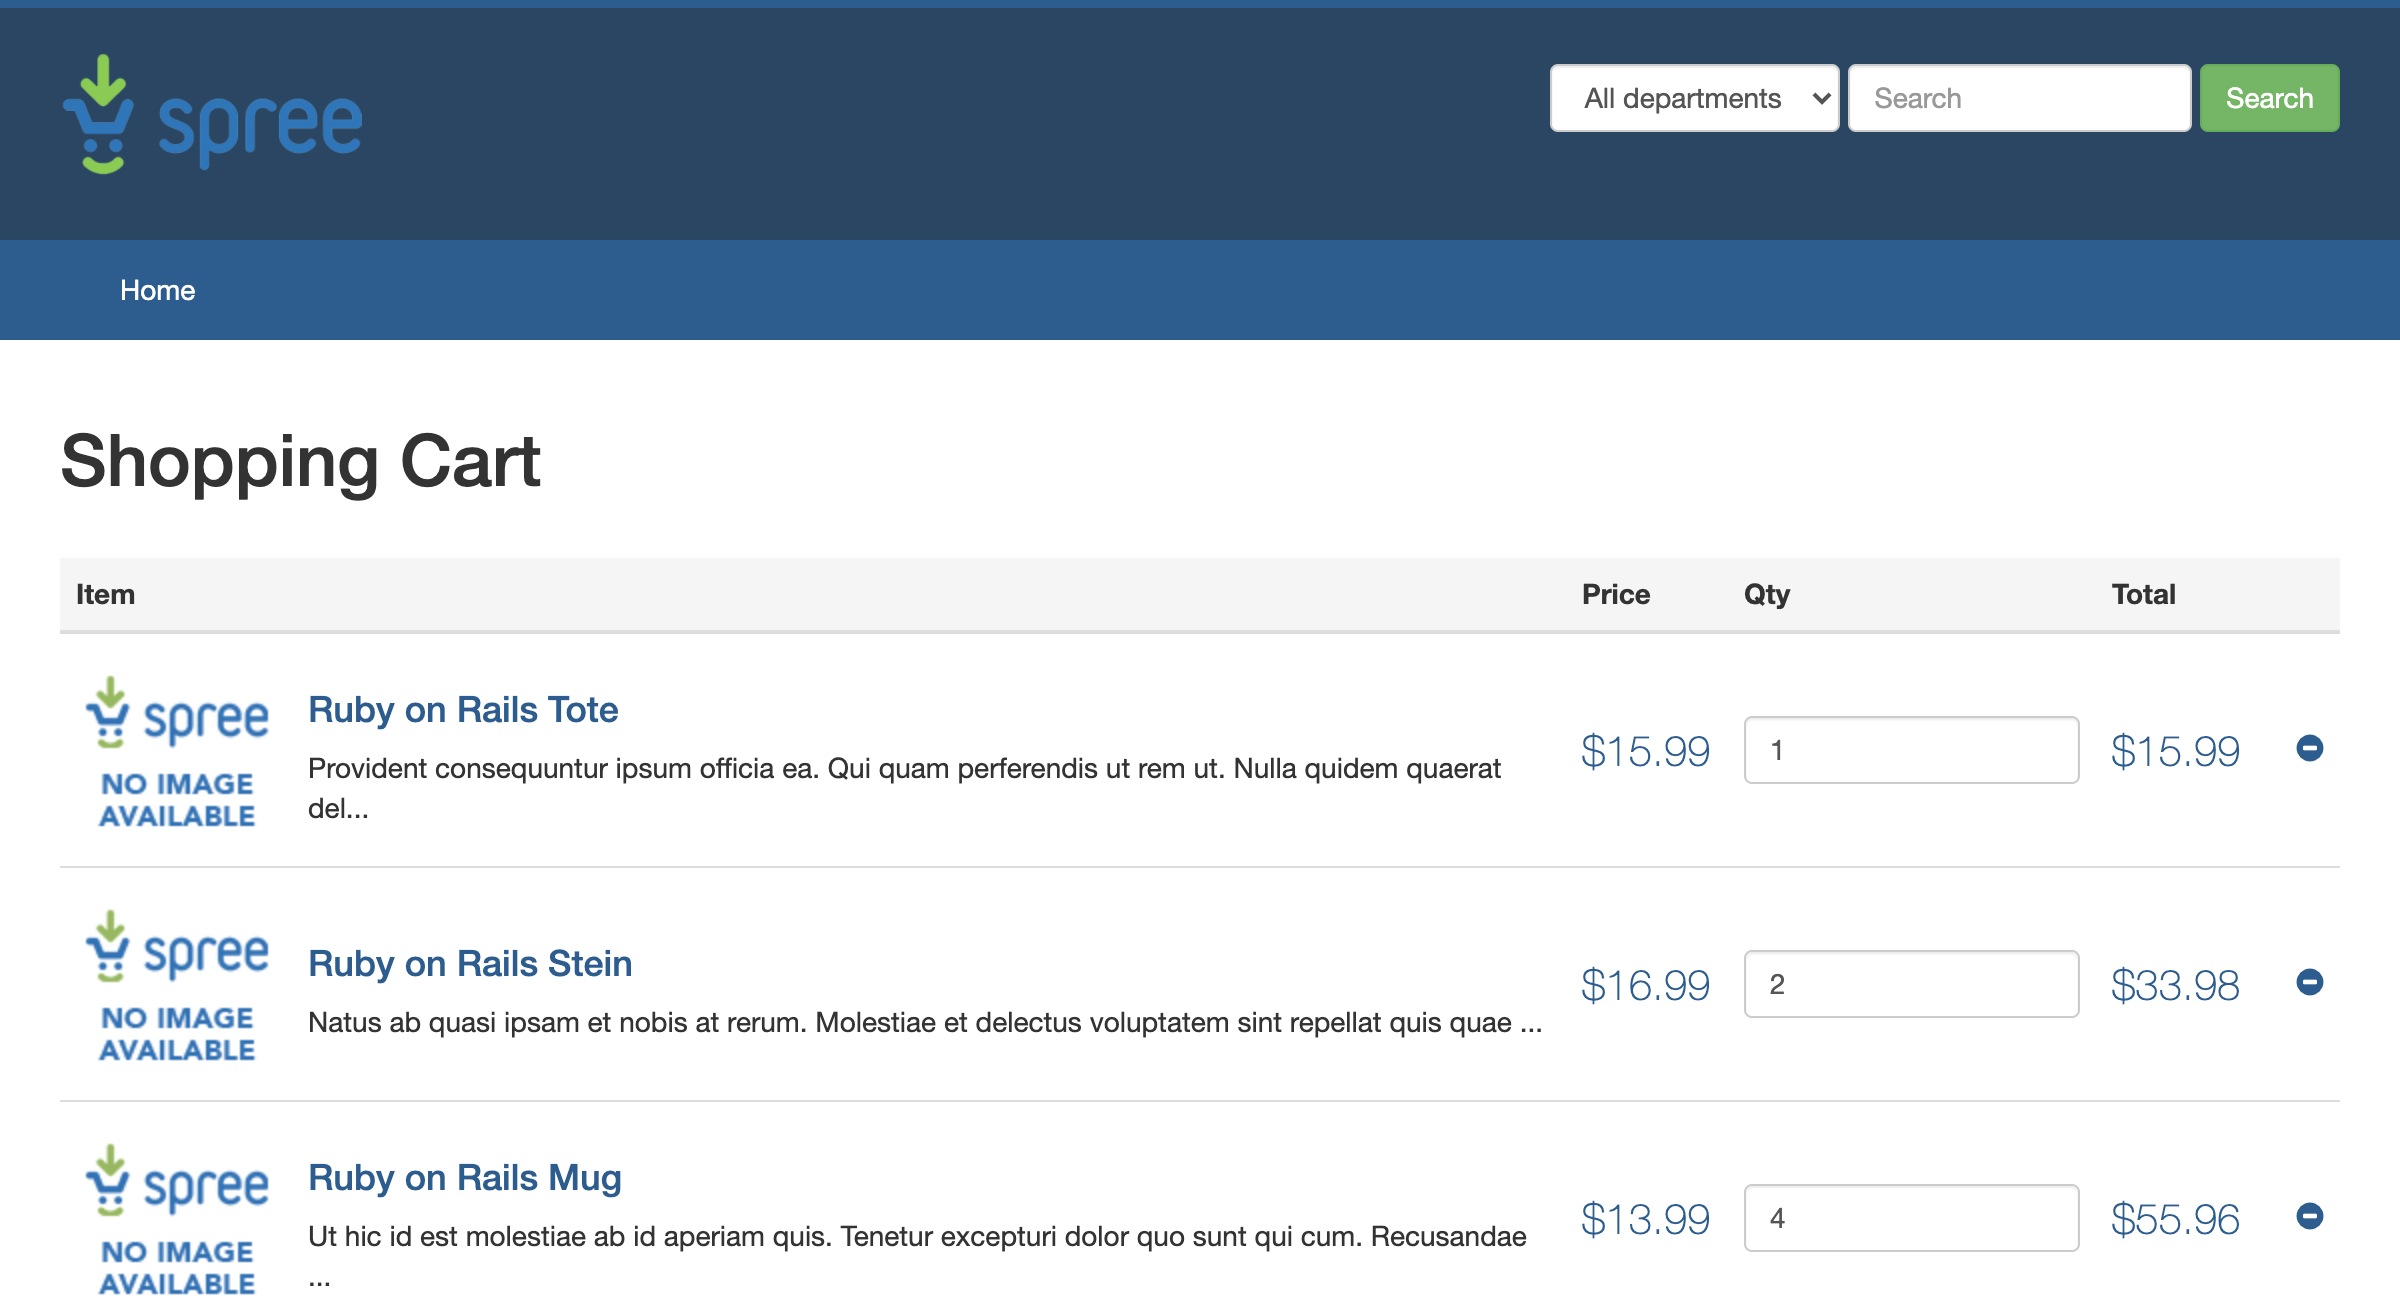 spree
All departments Search Search
Home
Shopping Cart
Item Price Qty Total
spree
NO IMAGE
AVAILABLE
Ruby on Rails Tote
Provident consequuntur ipsum officia ea. Qui quam perferendis ut rem ut. Nulla quidem quaerat
del...
$15.99 1 $15.99
spree
NO IMAGE
AVAILABLE
Ruby on Rails Stein
Natus ab quasi ipsam et nobis at rerum. Molestiae et delectus voluptatem sint repellat quis quae ...
$16.99 2 $33.98
spree
NO IMAGE
AVAILABLE
Ruby on Rails Mug
Ut hic id est molestiae ab id aperiam quis. Tenetur excepturi dolor quo sunt qui cum. Recusandae
...
$13.99 4 $55.96